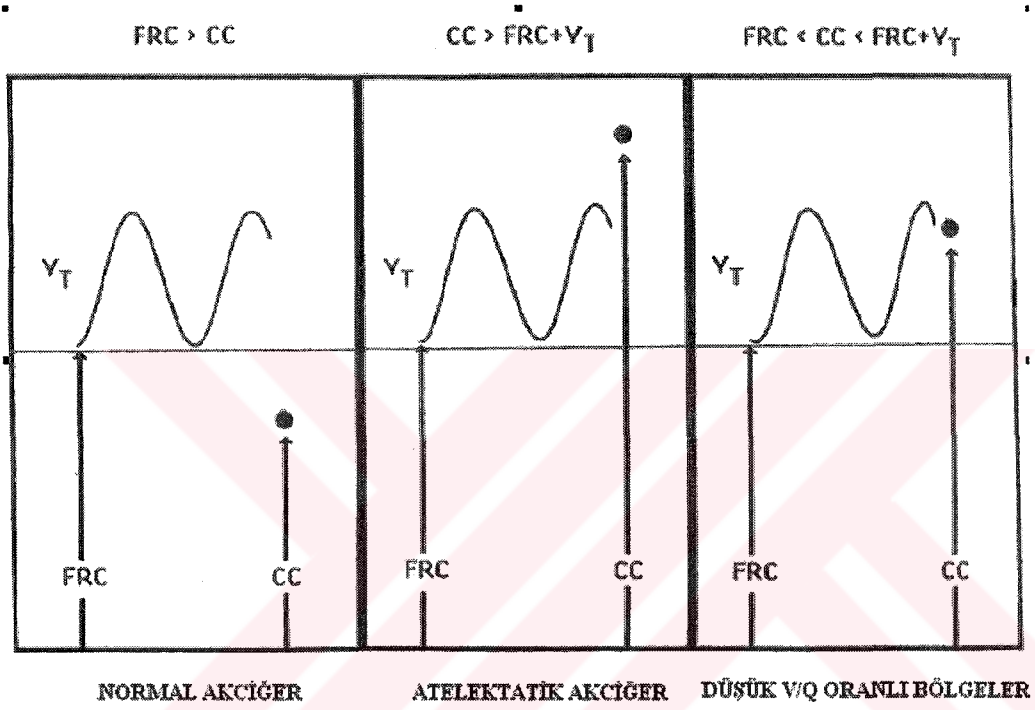 FRC > CC
CC > FRC+VT
FRC < CC < FRC+VT
VT
VT
VT
FRC
CC
FRC
CC
FRC
CC
NORMAL AKCİĞER
ATELEKTATİK AKCİĞER
DÜŞÜK V/Q ORANLI BÖLGELER